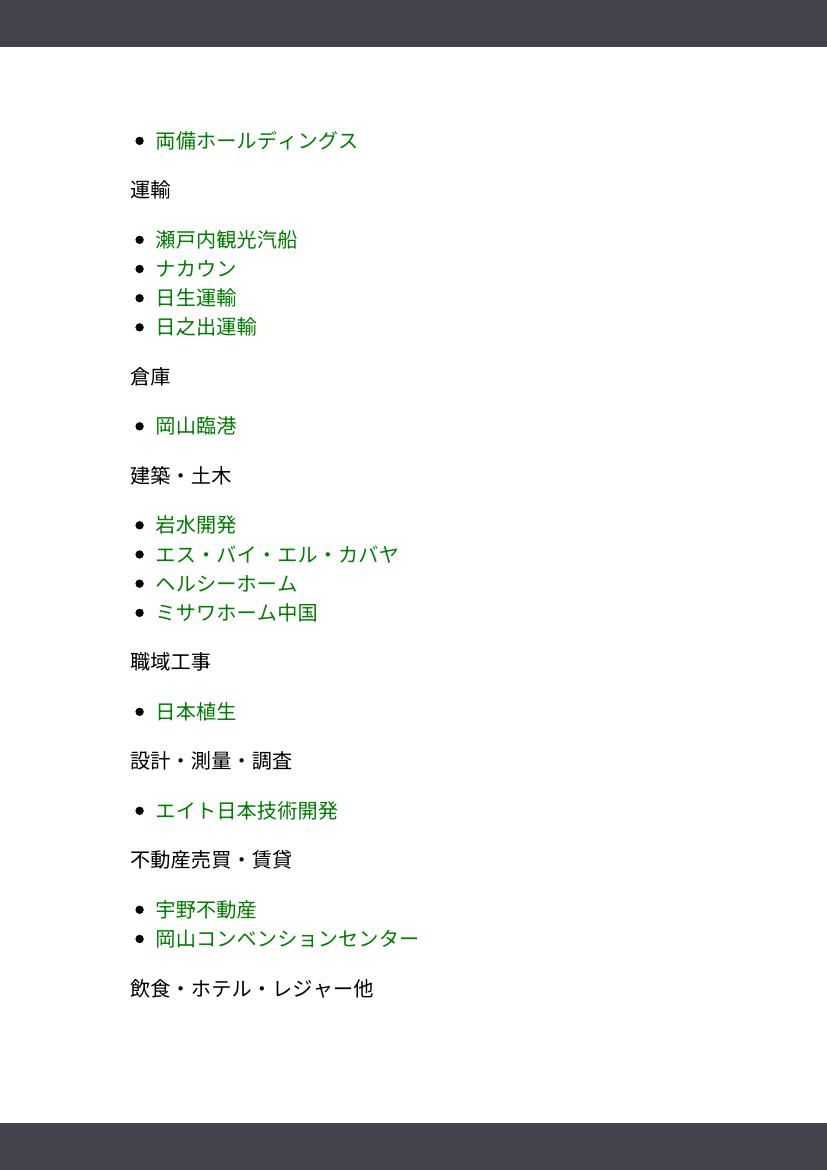 両備ホールディングス
運輸
瀬戸内観光汽船
ナカウン
日生運輸
日之出運輸
倉庫
岡山臨港
建築・土木
岩水開発
エス・バイ・エル・カバヤ
ヘルシーホーム
ミサワホーム中国
職域工事
日本植生
設計・測量・調査
エイト日本技術開発
不動産売買・賃貸
宇野不動産
岡山コンベンションセンター
飲食・ホテル・レジャー他